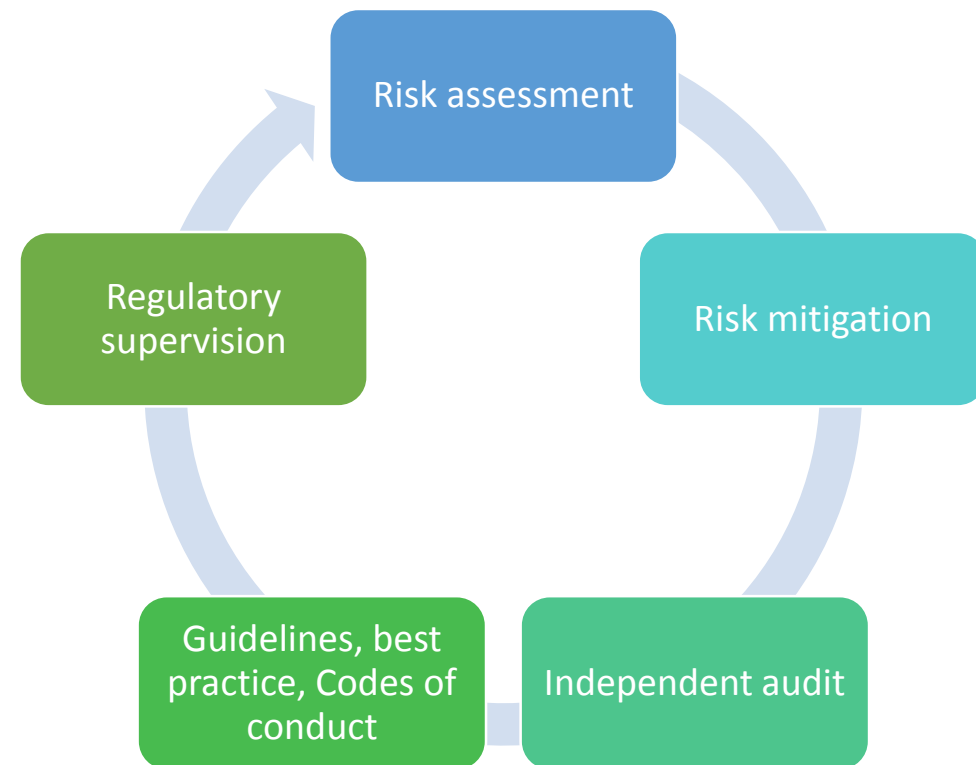 Risk assessment
Risk mitigation
Independent audit
Guidelines, best
practice, Codes of
conduct
Regulatory
supervision